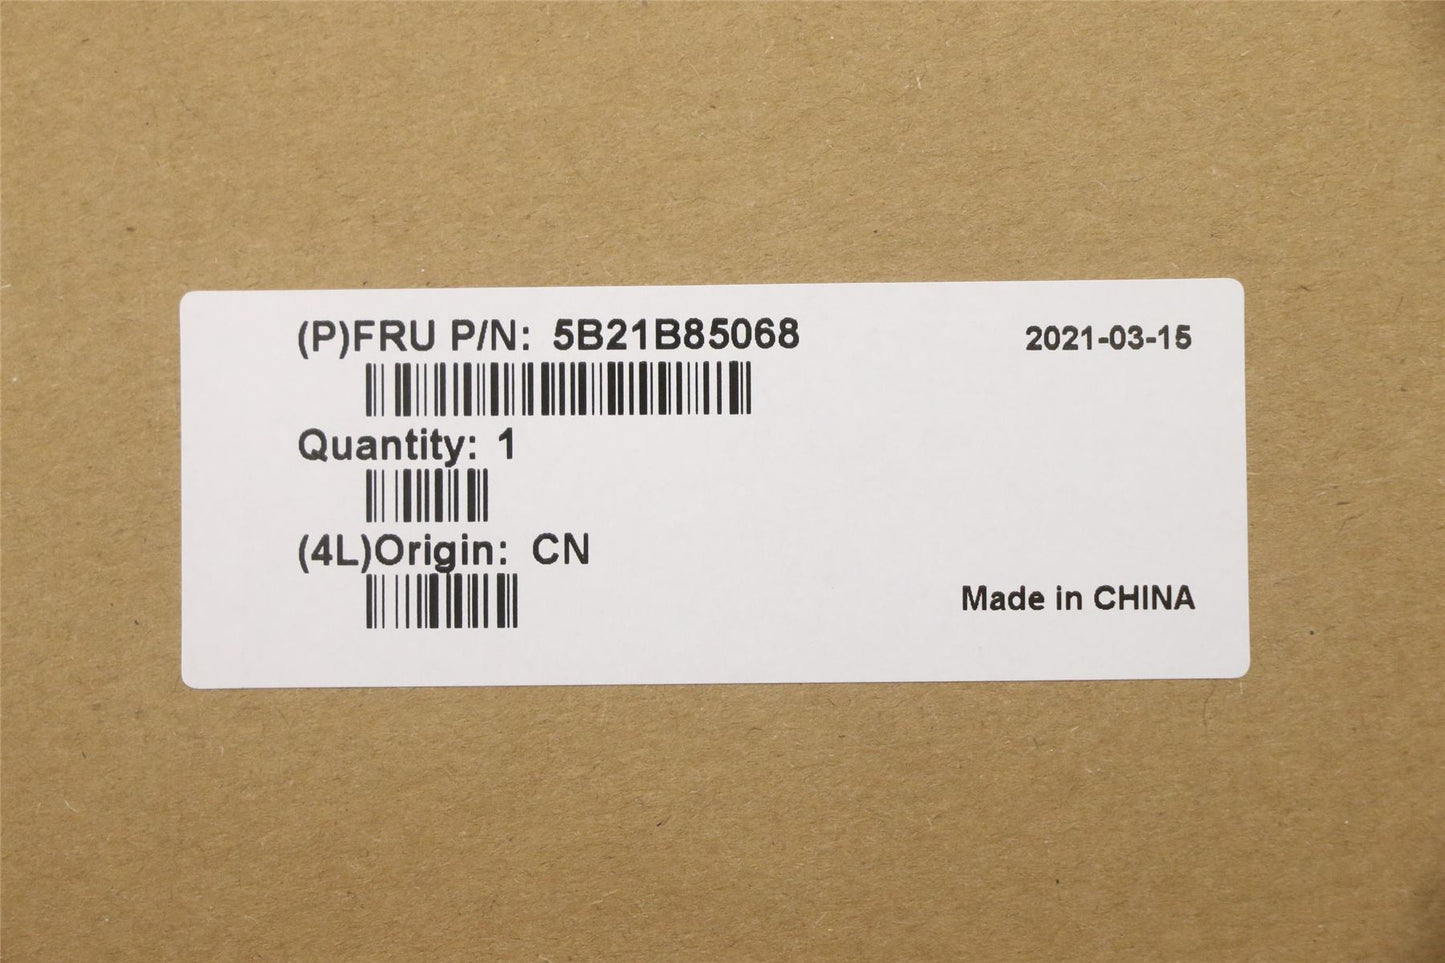 (P)FRU P/N: 5B21B85068
2021-03-15
Quantity: 1
(4L)Origin: CN
Made in CHINA